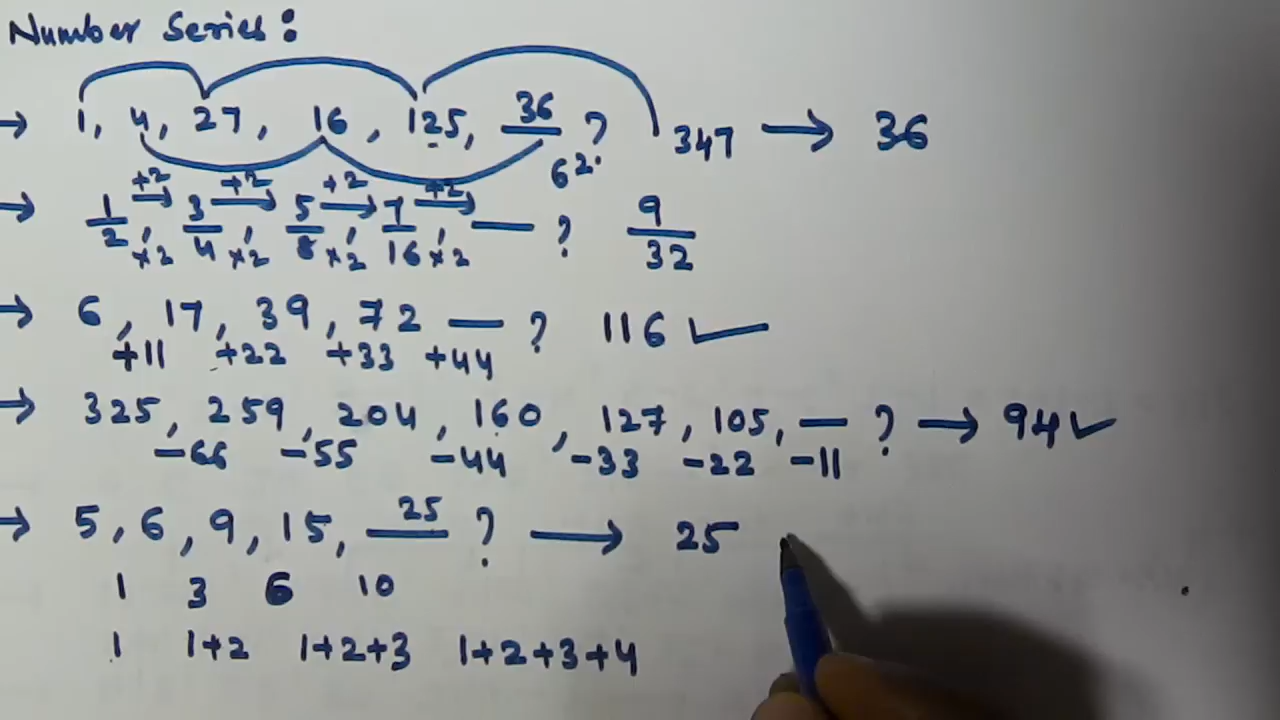 Number Series:
→ 1, 4, 27, 16, 125, 36 ? 347 → 36
6²
+2 +2 +2 +2
→ 1/2, 3/4, 5/8, 7/16, — ? 9/32
×2 ×2 ×2 ×2
→ 6, 17, 39, 72 — ? 116 ✓
+11 +22 +33 +44
→ 325, 259, 204, 160, 127, 105, — ? → 94 ✓
-66 -55 -44 -33 -22 -11
→ 5, 6, 9, 15, 25 ? → 25
1 3 6 10
1 1+2 1+2+3 1+2+3+4